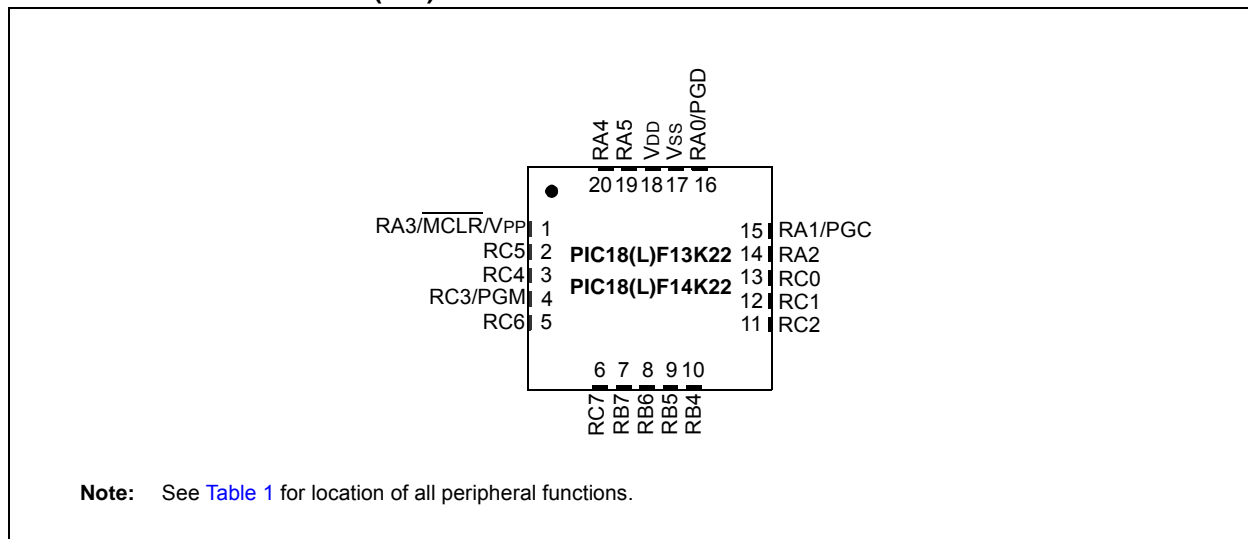 RA4
RA5
VDD
VSS
RA0/PGD
20 19 18 17 16
RA3/MCLR/VPP 1
RC5 2
RC4 3
RC3/PGM 4
RC6 5
PIC18(L)F13K22
PIC18(L)F14K22
15 RA1/PGC
14 RA2
13 RC0
12 RC1
11 RC2
6 7 8 9 10
RC7
RB7
RB6
RB5
RB4
Note: See Table 1 for location of all peripheral functions.